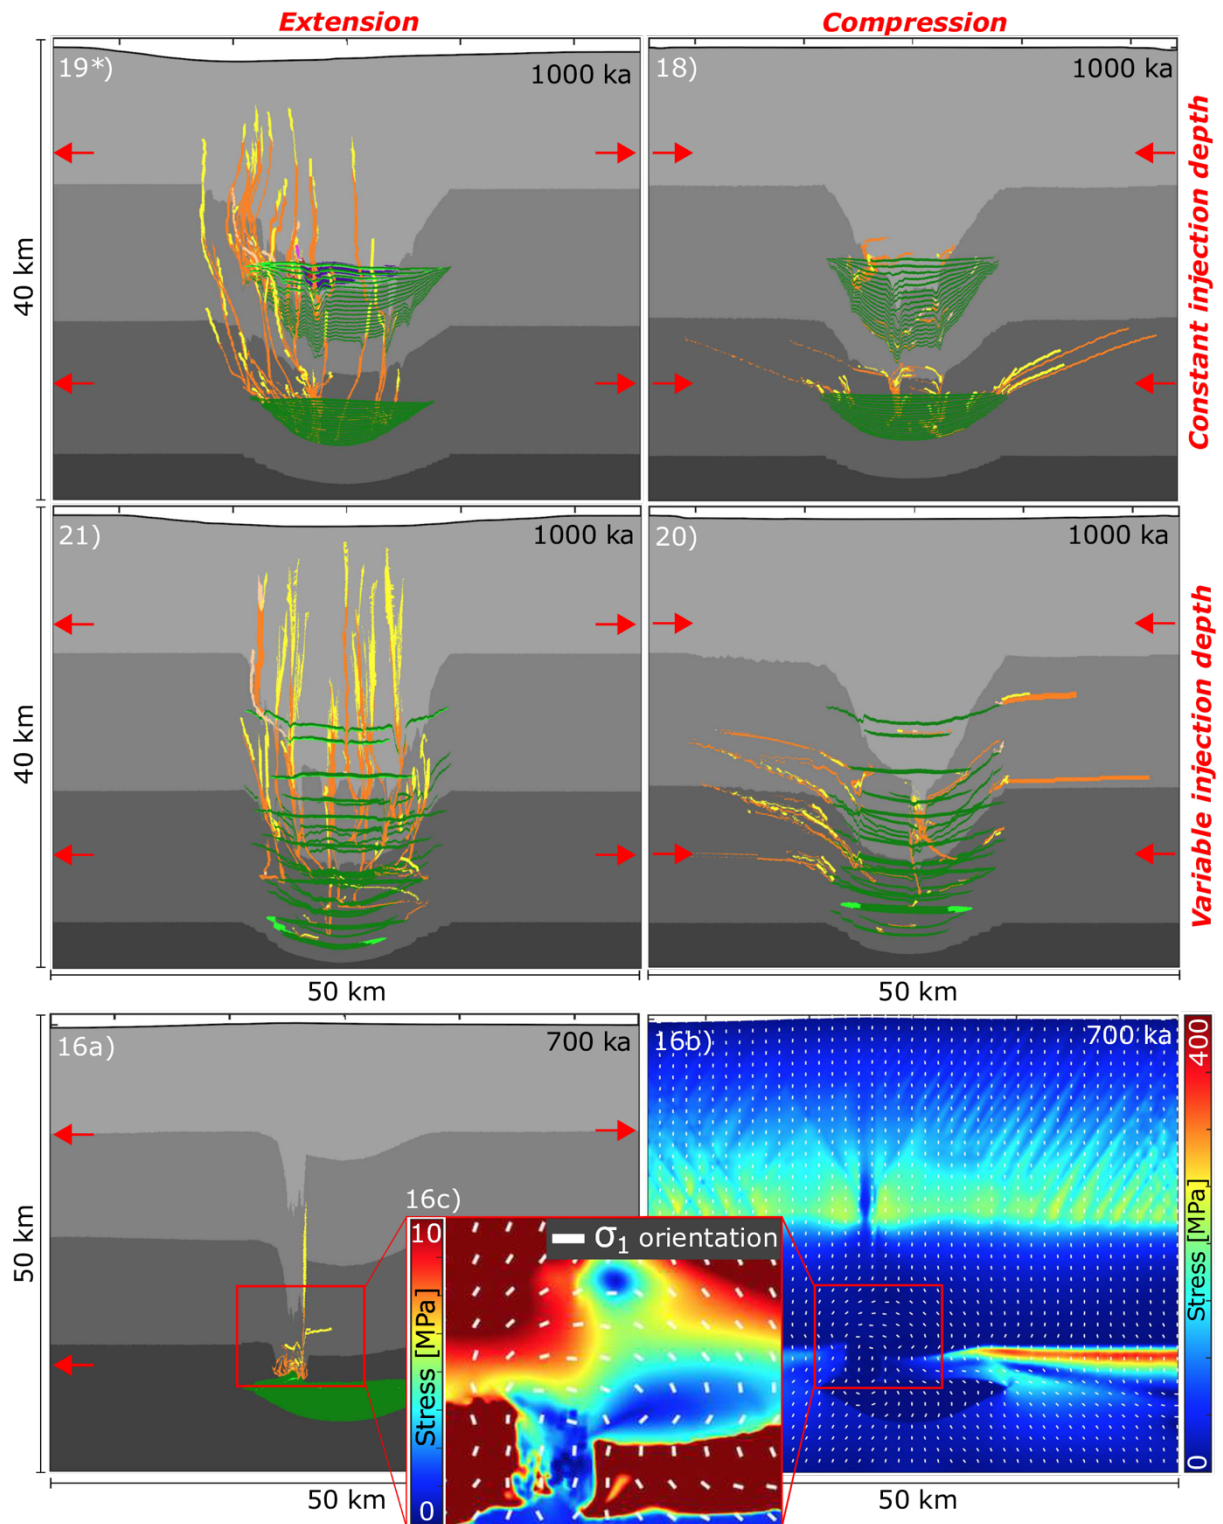 Extension
Compression
19*)
1000 ka
18)
1000 ka
40 km
Constant injection depth
21)
1000 ka
20)
1000 ka
40 km
Variable injection depth
50 km
50 km
16a)
700 ka
16b)
700 ka
400
Stress [MPa]
0
50 km
16c)
10
Stress [MPa]
0
σ1 orientation
50 km
50 km